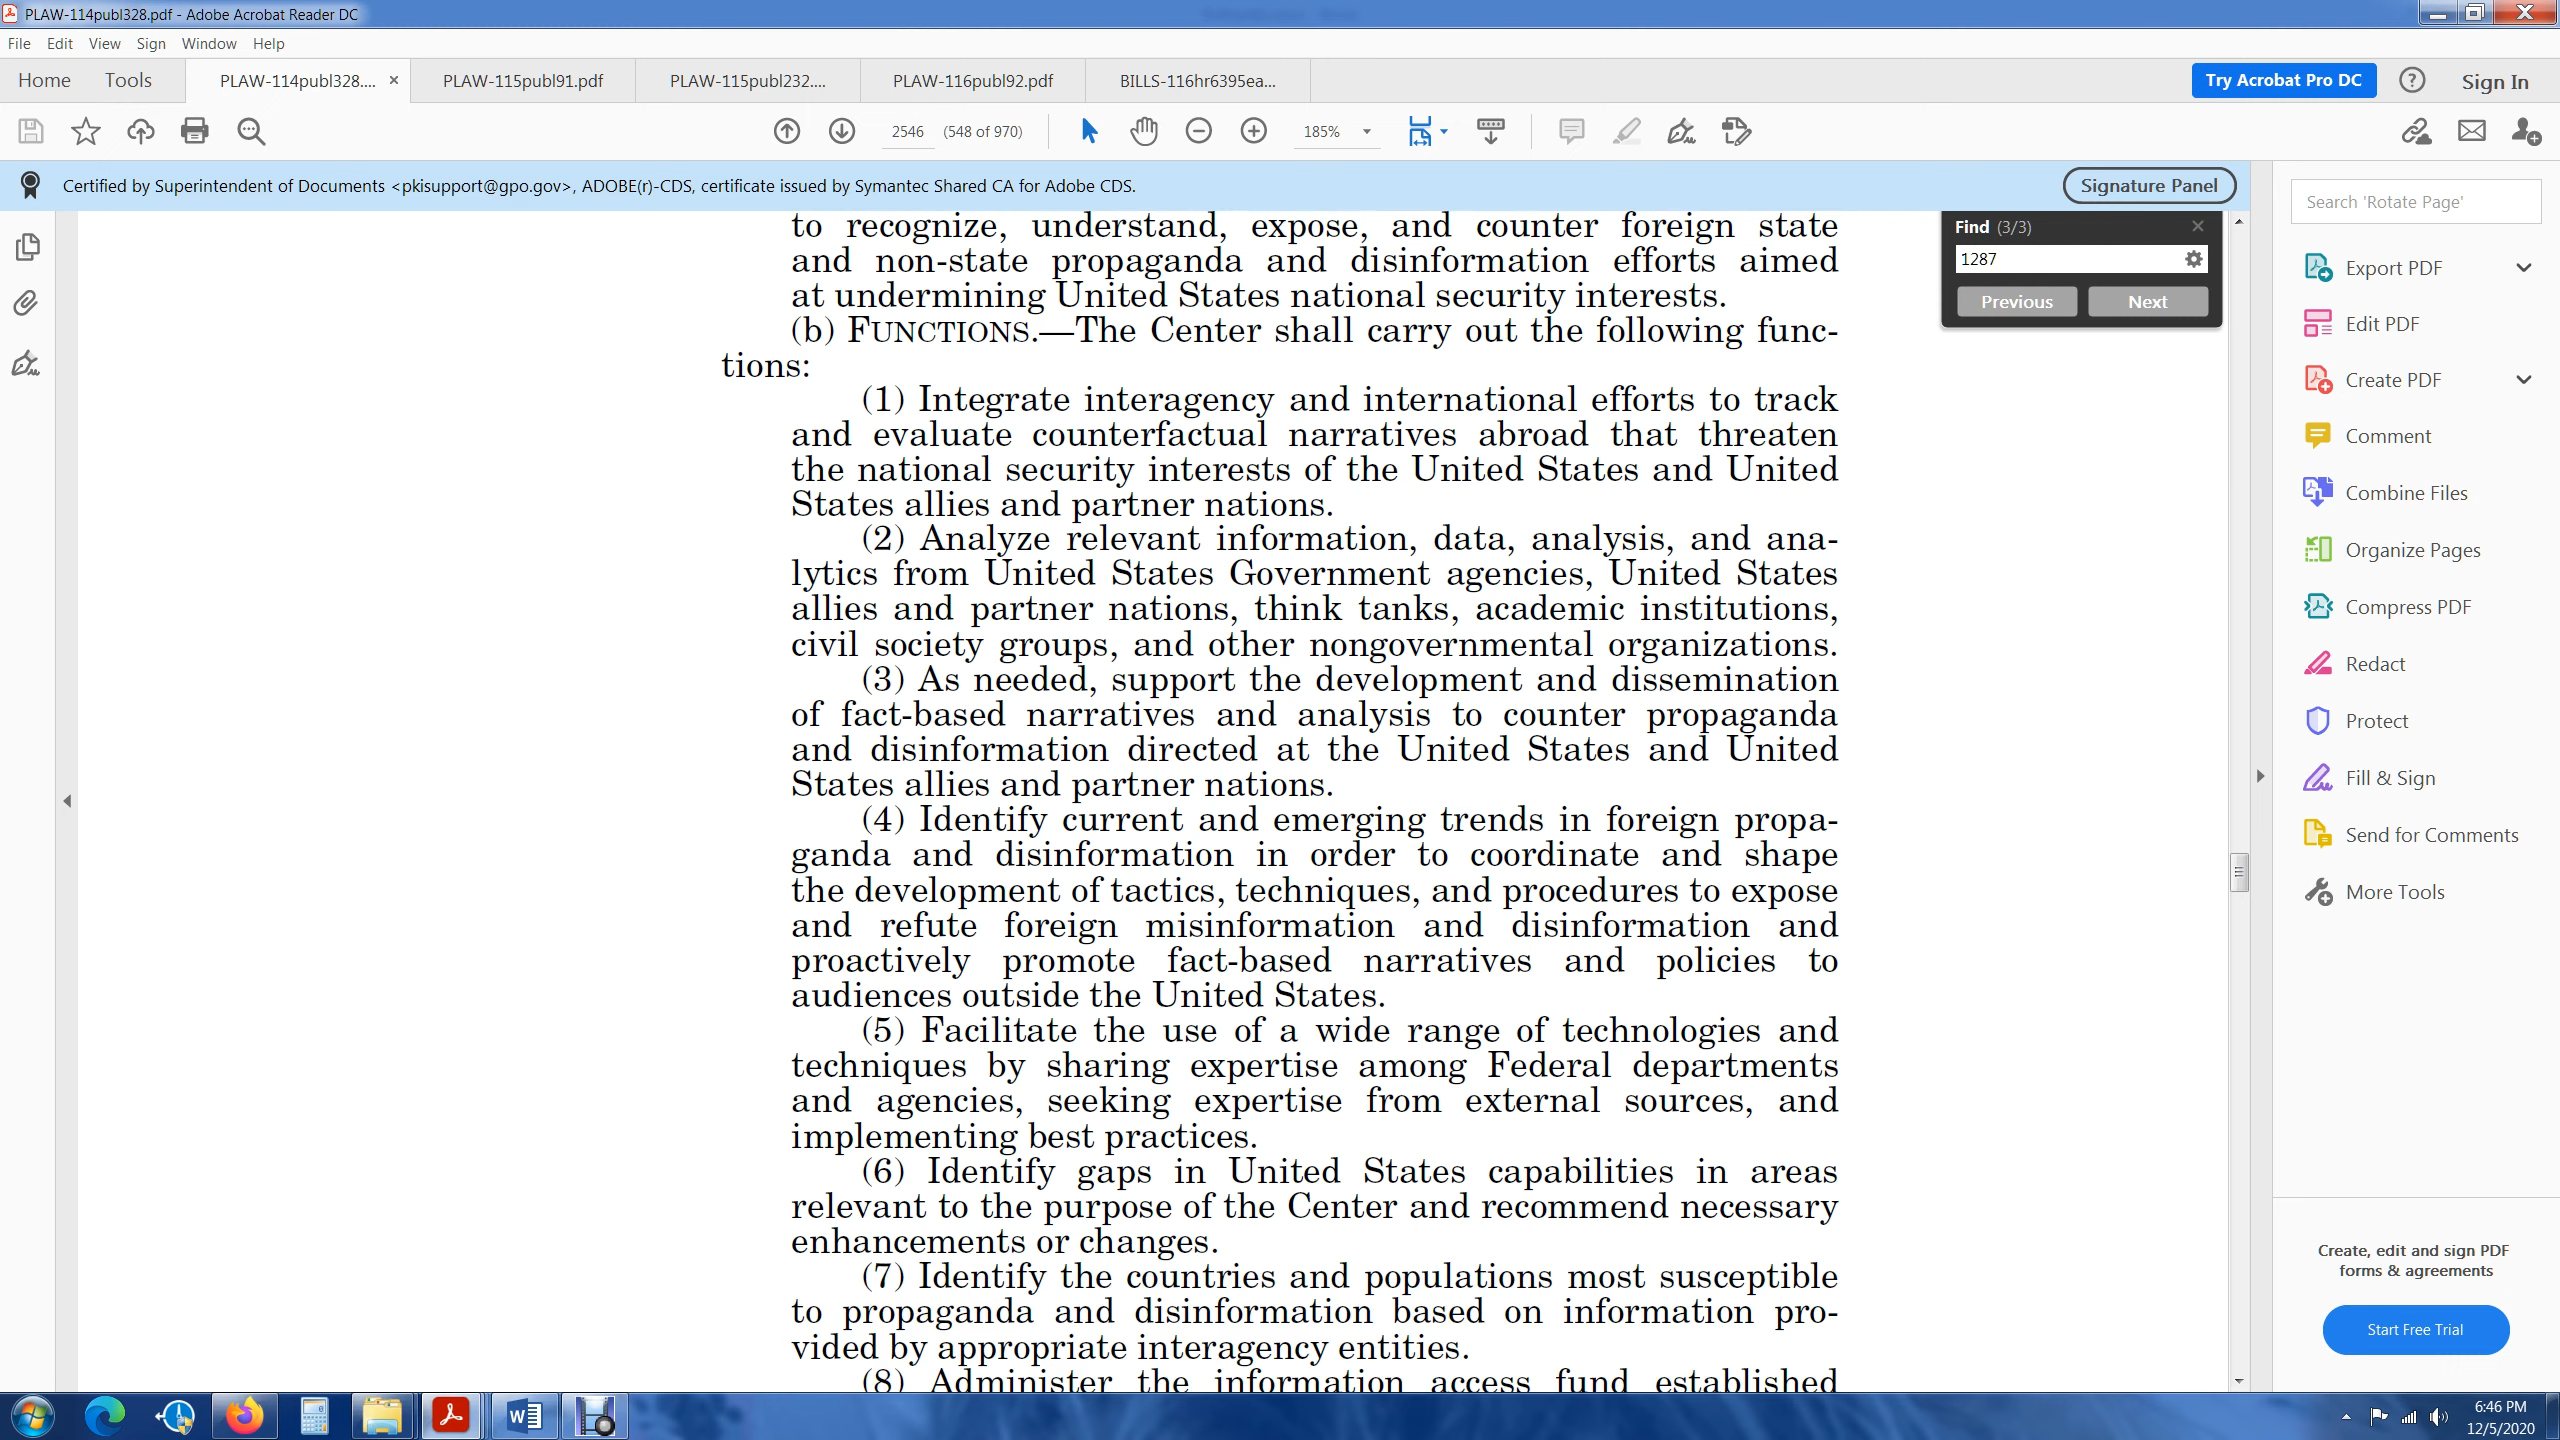 PLAW-114publ328.pdf - Adobe Acrobat Reader DC
File Edit View Sign Window Help
Home Tools PLAW-114publ328.... × PLAW-115publ91.pdf PLAW-115publ232.... PLAW-116publ92.pdf BILLS-116hr6395ea... Try Acrobat Pro DC Sign In
2546 (548 of 970) 185%
Certified by Superintendent of Documents <pkisupport@gpo.gov>, ADOBE(r)-CDS, certificate issued by Symantec Shared CA for Adobe CDS. Signature Panel
to recognize, understand, expose, and counter foreign state
and non-state propaganda and disinformation efforts aimed
at undermining United States national security interests.
(b) FUNCTIONS.—The Center shall carry out the following func-
tions:
(1) Integrate interagency and international efforts to track
and evaluate counterfactual narratives abroad that threaten
the national security interests of the United States and United
States allies and partner nations.
(2) Analyze relevant information, data, analysis, and ana-
lytics from United States Government agencies, United States
allies and partner nations, think tanks, academic institutions,
civil society groups, and other nongovernmental organizations.
(3) As needed, support the development and dissemination
of fact-based narratives and analysis to counter propaganda
and disinformation directed at the United States and United
States allies and partner nations.
(4) Identify current and emerging trends in foreign propa-
ganda and disinformation in order to coordinate and shape
the development of tactics, techniques, and procedures to expose
and refute foreign misinformation and disinformation and
proactively promote fact-based narratives and policies to
audiences outside the United States.
(5) Facilitate the use of a wide range of technologies and
techniques by sharing expertise among Federal departments
and agencies, seeking expertise from external sources, and
implementing best practices.
(6) Identify gaps in United States capabilities in areas
relevant to the purpose of the Center and recommend necessary
enhancements or changes.
(7) Identify the countries and populations most susceptible
to propaganda and disinformation based on information pro-
vided by appropriate interagency entities.
(8) Administer the information access fund established
Find (3/3)
1287
Previous Next
Search 'Rotate Page'
Export PDF
Edit PDF
Create PDF
Comment
Combine Files
Organize Pages
Compress PDF
Redact
Protect
Fill & Sign
Send for Comments
More Tools
Create, edit and sign PDF
forms & agreements
Start Free Trial
6:46 PM
12/5/2020